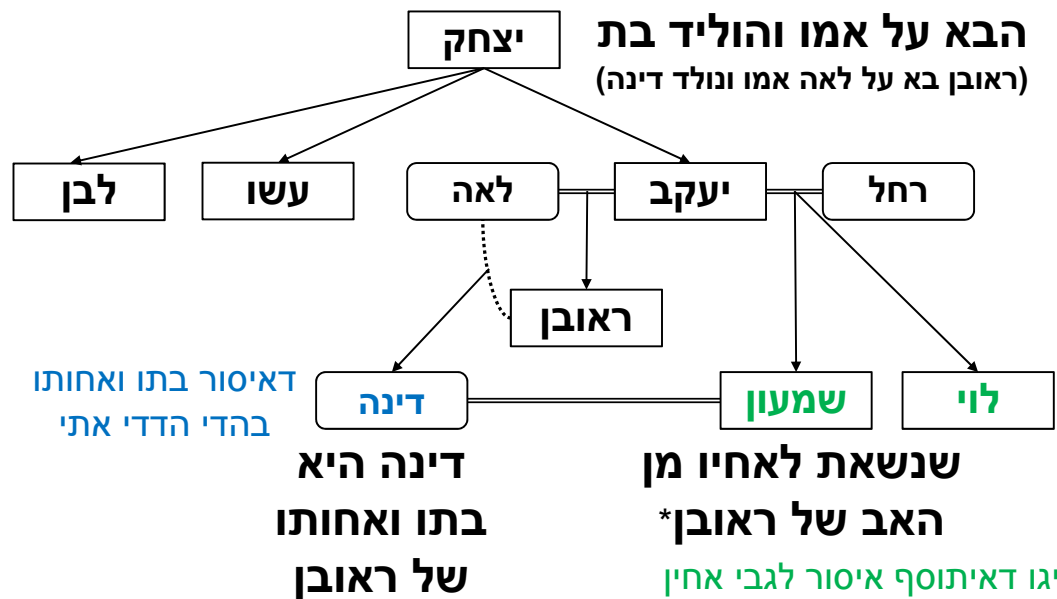 הבא על אמו והוליד בת
(ראובן בא על לאה אמו ונולד דינה)
יצחק
רחל
יעקב
לאה
עשו
לבן
ראובן
לוי
שמעון
דינה
דאיסור בתו ואחותו
בהדי הדדי אתי
שנשאת לאחיו מן
האב של ראובן*
יגו דאיתוסף איסור לגבי אחין
דינה היא
בתו ואחותו
של ראובן